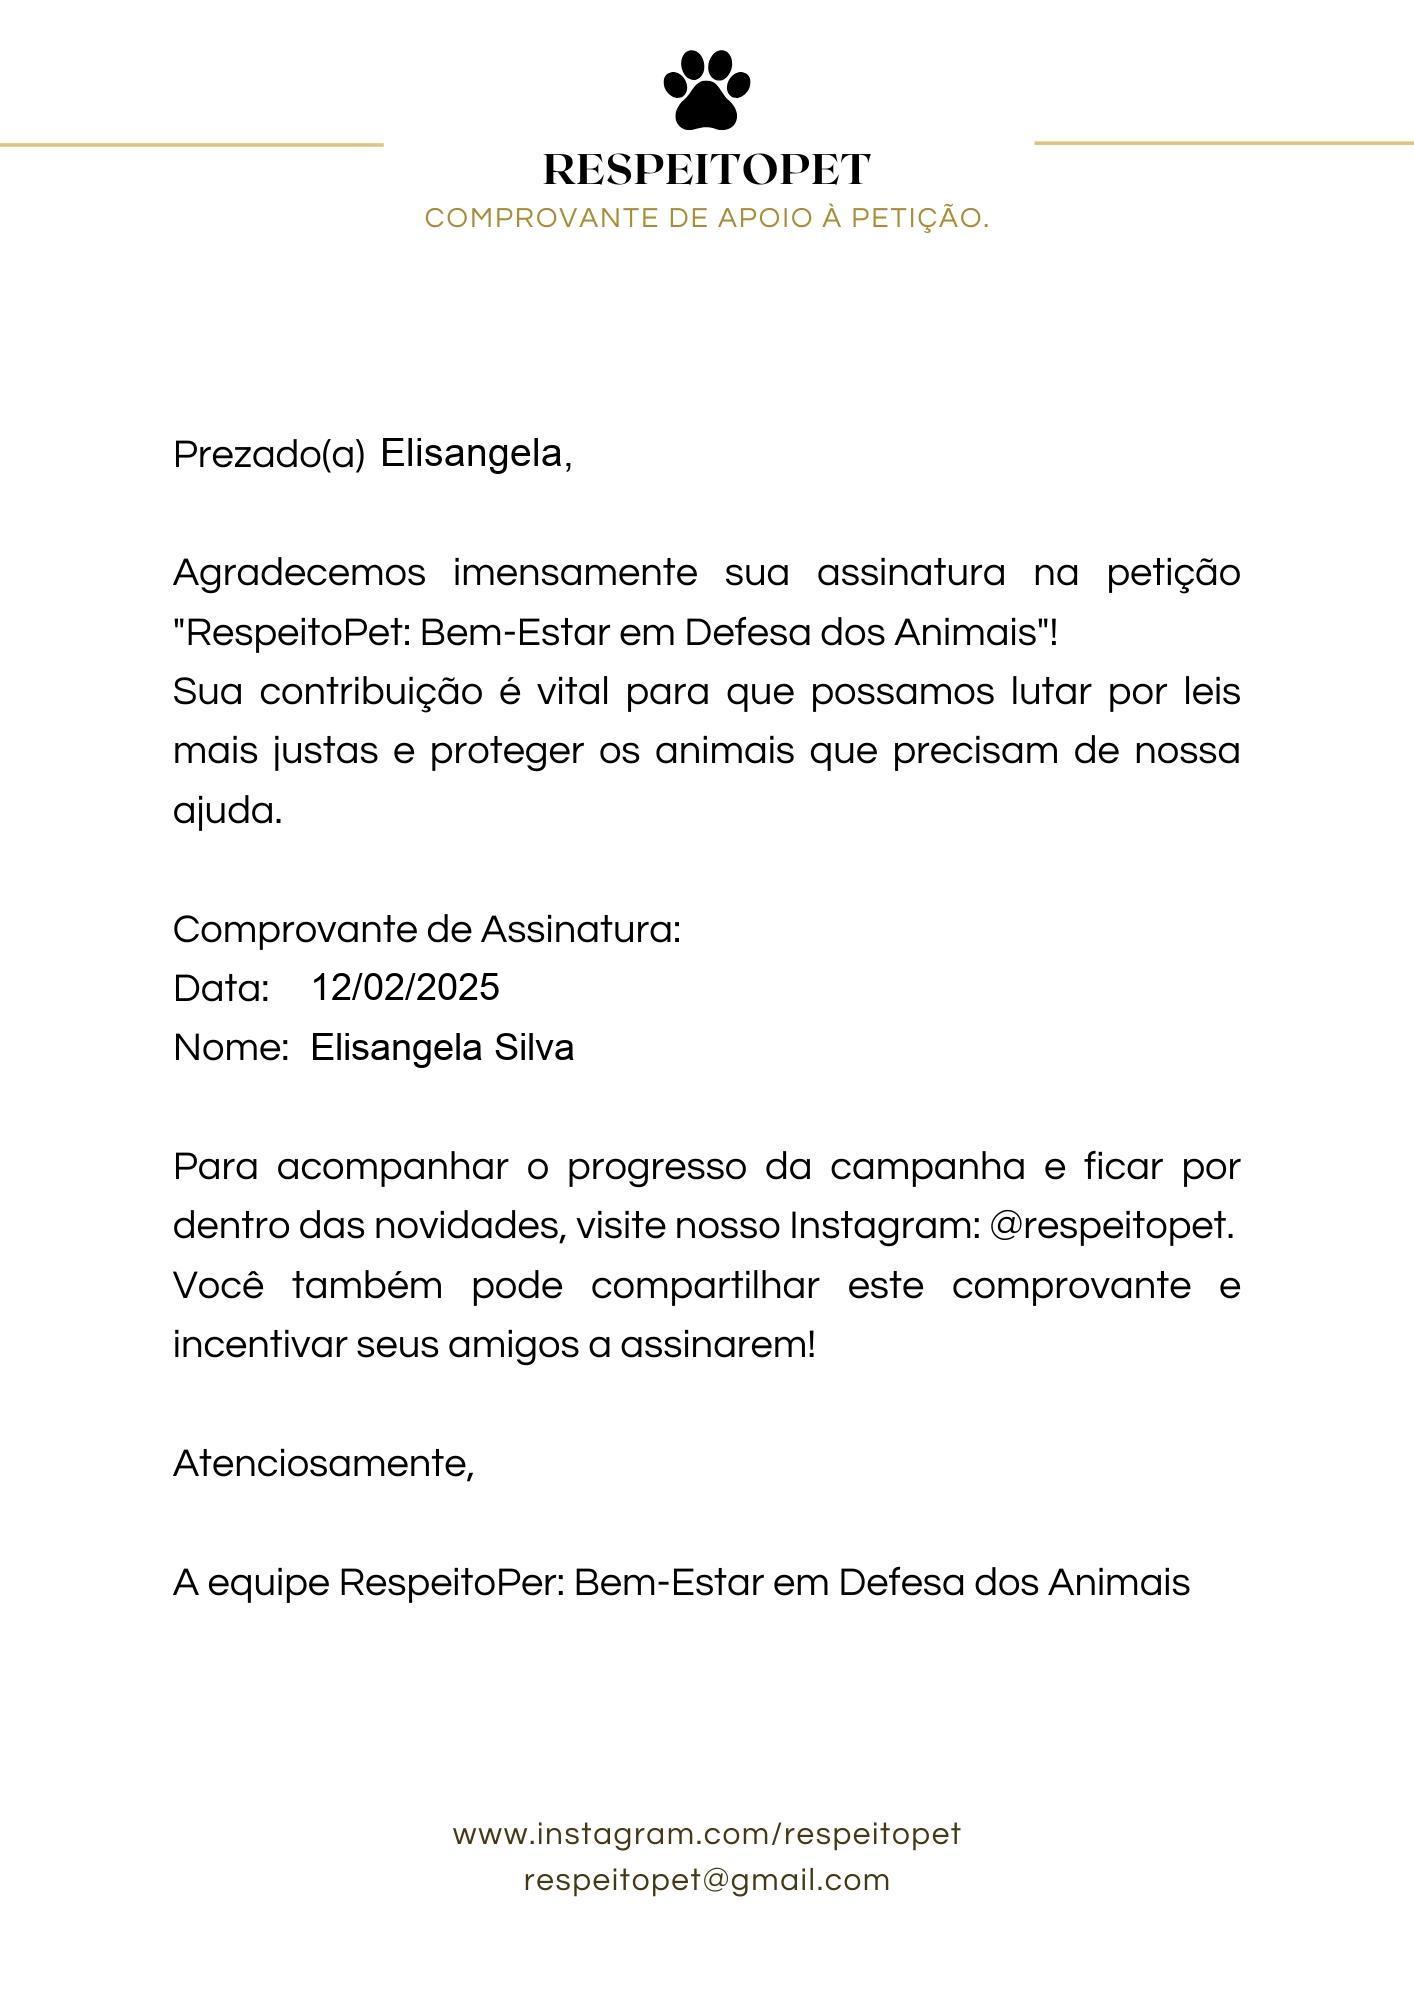 RESPEITOPET
COMPROVANTE DE APOIO À PETIÇÃO.
Prezado(a) Elisangela,
Agradecemos imensamente sua assinatura na petição
"RespeitoPet: Bem-Estar em Defesa dos Animais"!
Sua contribuição é vital para que possamos lutar por leis
mais justas e proteger os animais que precisam de nossa
ajuda.
Comprovante de Assinatura:
Data: 12/02/2025
Nome: Elisangela Silva
Para acompanhar o progresso da campanha e ficar por
dentro das novidades, visite nosso Instagram: @respeitopet.
Você também pode compartilhar este comprovante e
incentivar seus amigos a assinarem!
Atenciosamente,
A equipe RespeitoPer: Bem-Estar em Defesa dos Animais
www.instagram.com/respeitopet
respeitopet@gmail.com